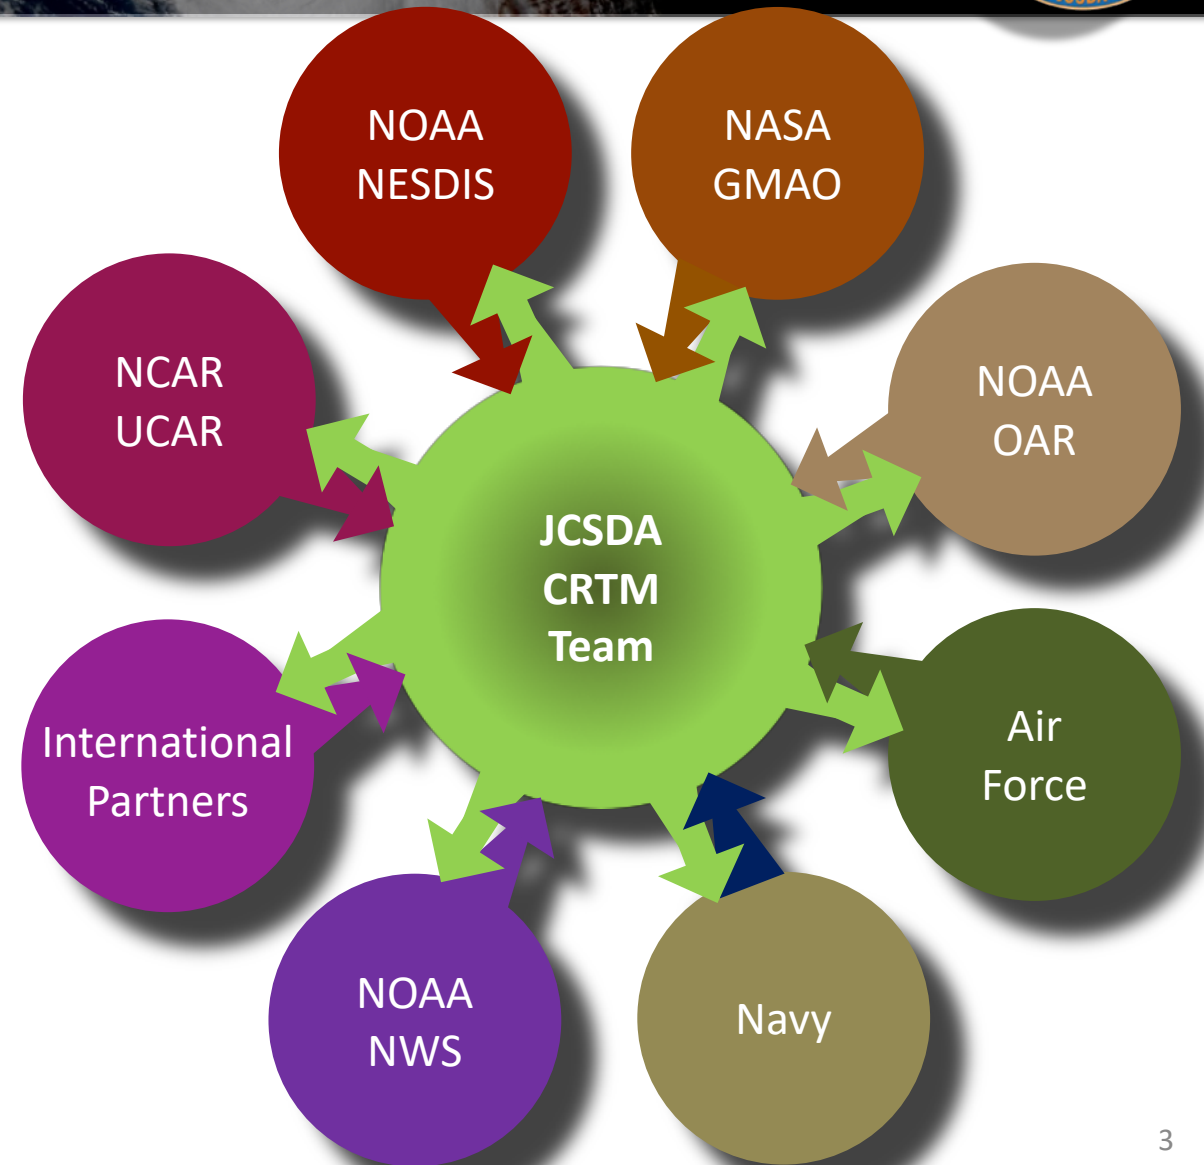 NOAA
NESDIS
NASA
GMAO
NCAR
UCAR
NOAA
OAR
JCSDA
CRTM
Team
International
Partners
Air
Force
NOAA
NWS
Navy
3